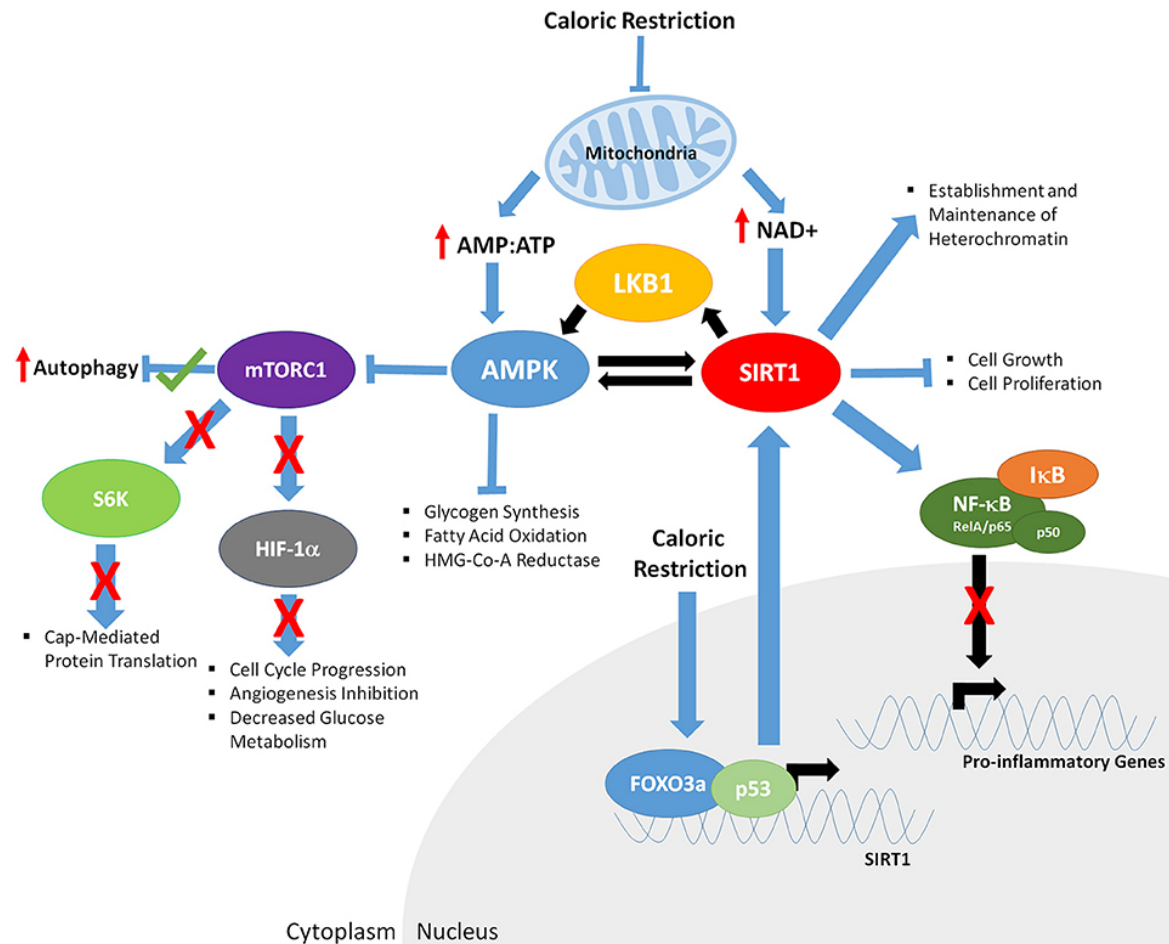 Caloric Restriction
Mitochondria
AMP:ATP
NAD+
▪ Establishment and
Maintenance of
Heterochromatin
LKB1
Autophagy
mTORC1
AMPK
SIRT1
▪ Cell Growth
▪ Cell Proliferation
S6K
HIF-1α
▪ Glycogen Synthesis
▪ Fatty Acid Oxidation
▪ HMG-Co-A Reductase
IκB
NF-κB
RelA/p65
p50
Caloric
Restriction
▪ Cap-Mediated
Protein Translation
▪ Cell Cycle Progression
▪ Angiogenesis Inhibition
▪ Decreased Glucose
Metabolism
Pro-inflammatory Genes
FOXO3a
p53
SIRT1
Cytoplasm
Nucleus